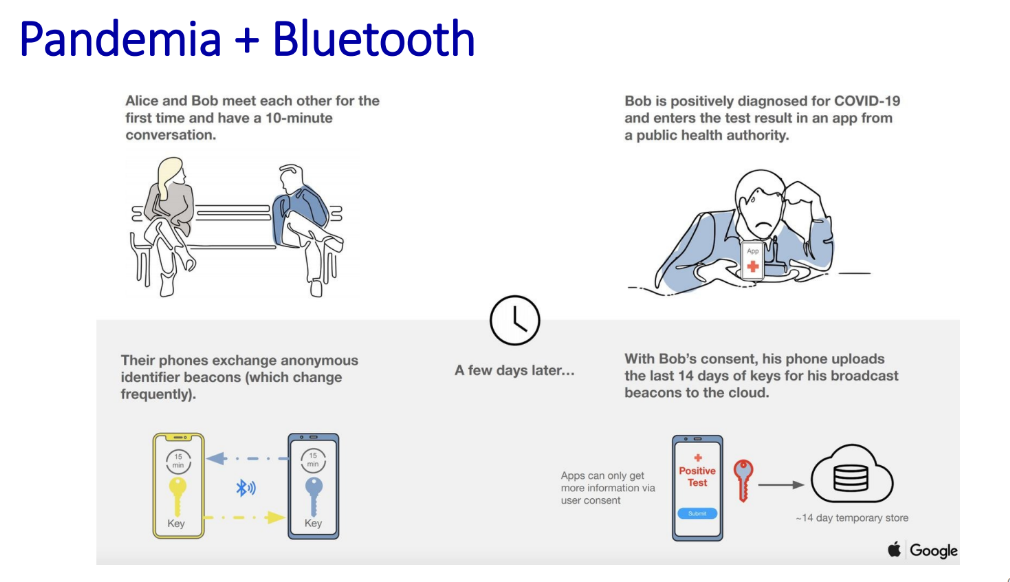 Pandemia + Bluetooth
Alice and Bob meet each other for the
first time and have a 10-minute
conversation.
Bob is positively diagnosed for COVID-19
and enters the test result in an app from
a public health authority.
App
Their phones exchange anonymous
identifier beacons (which change
frequently).
15
min
Key
15
min
Key
A few days later...
With Bob's consent, his phone uploads
the last 14 days of keys for his broadcast
beacons to the cloud.
Apps can only get
more information via
user consent
Positive
Test
Submit
~14 day temporary store
Google